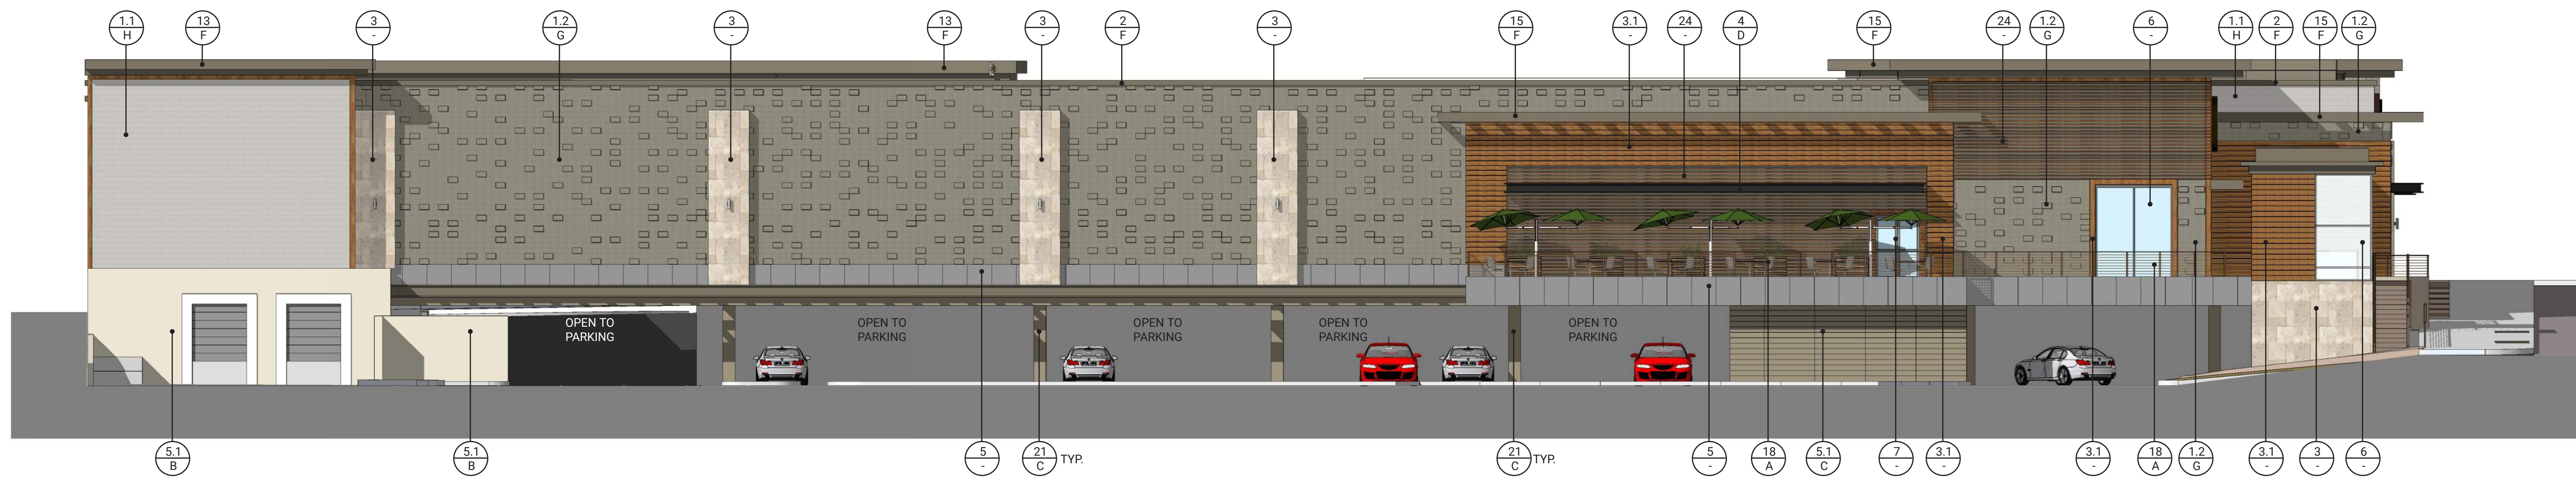 1.1
H
13
F
3
-
1.2
G
3
-
13
F
3
-
2
F
3
-
15
F
3.1
-
24
-
4
D
15
F
24
-
1.2
G
6
-
1.1
H
2
F
15
F
1.2
G
OPEN TO
PARKING
OPEN TO
PARKING
OPEN TO
PARKING
OPEN TO
PARKING
OPEN TO
PARKING
5.1
B
5.1
B
5
-
21
C
TYP.
21
C
TYP.
5
-
18
A
5.1
C
7
-
3.1
-
3.1
-
18
A
1.2
G
3.1
-
3
-
6
-